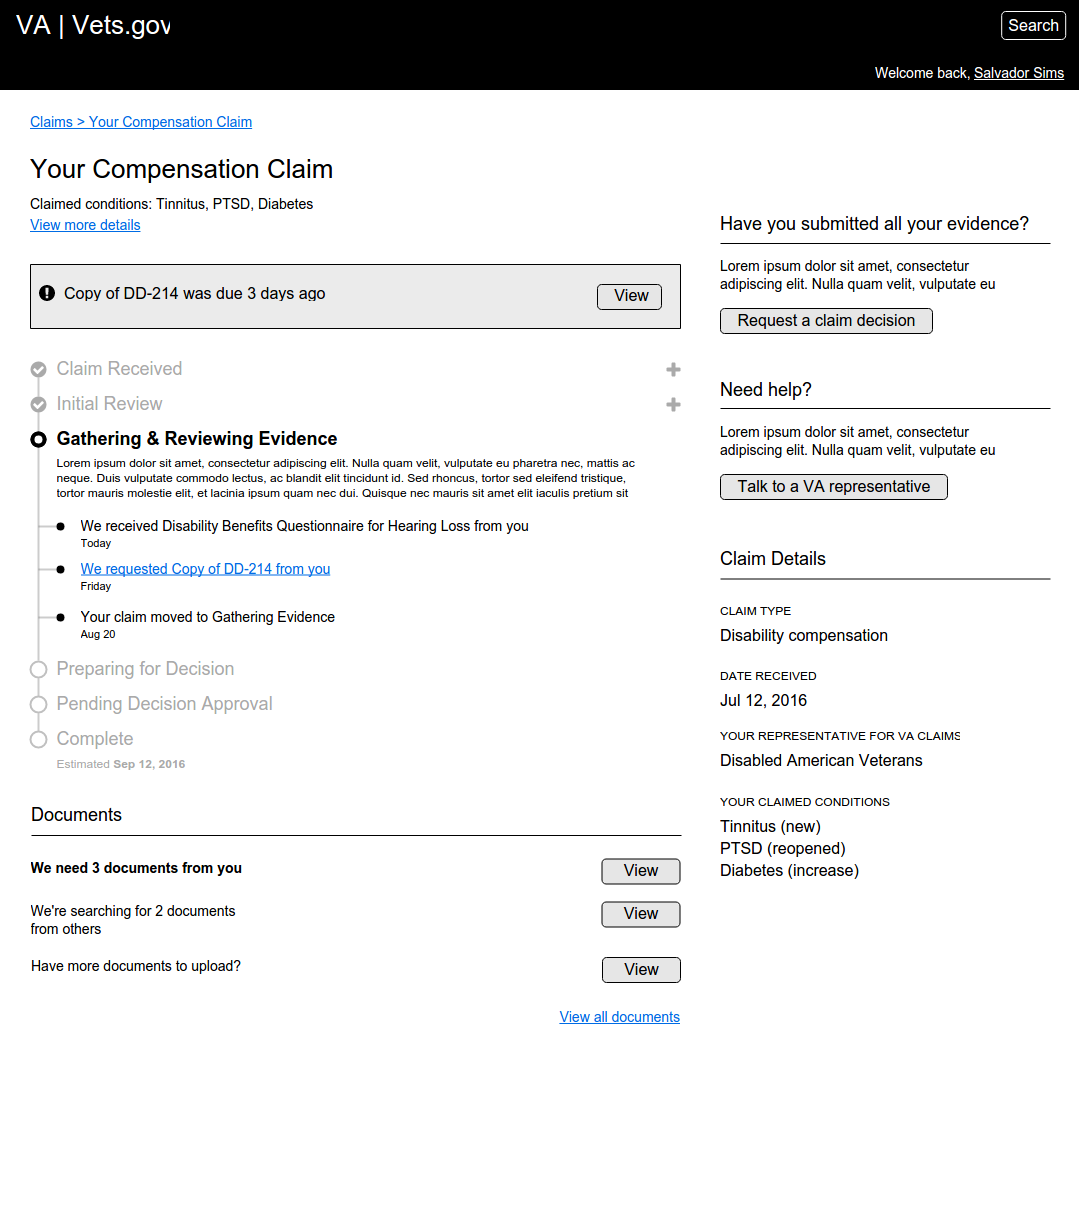 VA | Vets.gov
Search
Welcome back, Salvador Sims
Claims > Your Compensation Claim
Your Compensation Claim
Claimed conditions: Tinnitus, PTSD, Diabetes
View more details
Copy of DD-214 was due 3 days ago
View
Claim Received
Initial Review
Gathering & Reviewing Evidence
Lorem ipsum dolor sit amet, consectetur adipiscing elit. Nulla quam velit, vulputate eu pharetra nec, mattis ac
neque. Duis vulputate commodo lectus, ac blandit elit tincidunt id. Sed rhoncus, tortor sed eleifend tristique,
tortor mauris molestie elit, et lacinia ipsum quam nec dui. Quisque nec mauris sit amet elit iaculis pretium sit
We received Disability Benefits Questionnaire for Hearing Loss from you
Today
We requested Copy of DD-214 from you
Friday
Your claim moved to Gathering Evidence
Aug 20
Preparing for Decision
Pending Decision Approval
Complete
Estimated Sep 12, 2016
Documents
We need 3 documents from you
View
We're searching for 2 documents
from others
View
Have more documents to upload?
View
View all documents
Have you submitted all your evidence?
Lorem ipsum dolor sit amet, consectetur
adipiscing elit. Nulla quam velit, vulputate eu
Request a claim decision
Need help?
Lorem ipsum dolor sit amet, consectetur
adipiscing elit. Nulla quam velit, vulputate eu
Talk to a VA representative
Claim Details
CLAIM TYPE
Disability compensation
DATE RECEIVED
Jul 12, 2016
YOUR REPRESENTATIVE FOR VA CLAIMS
Disabled American Veterans
YOUR CLAIMED CONDITIONS
Tinnitus (new)
PTSD (reopened)
Diabetes (increase)